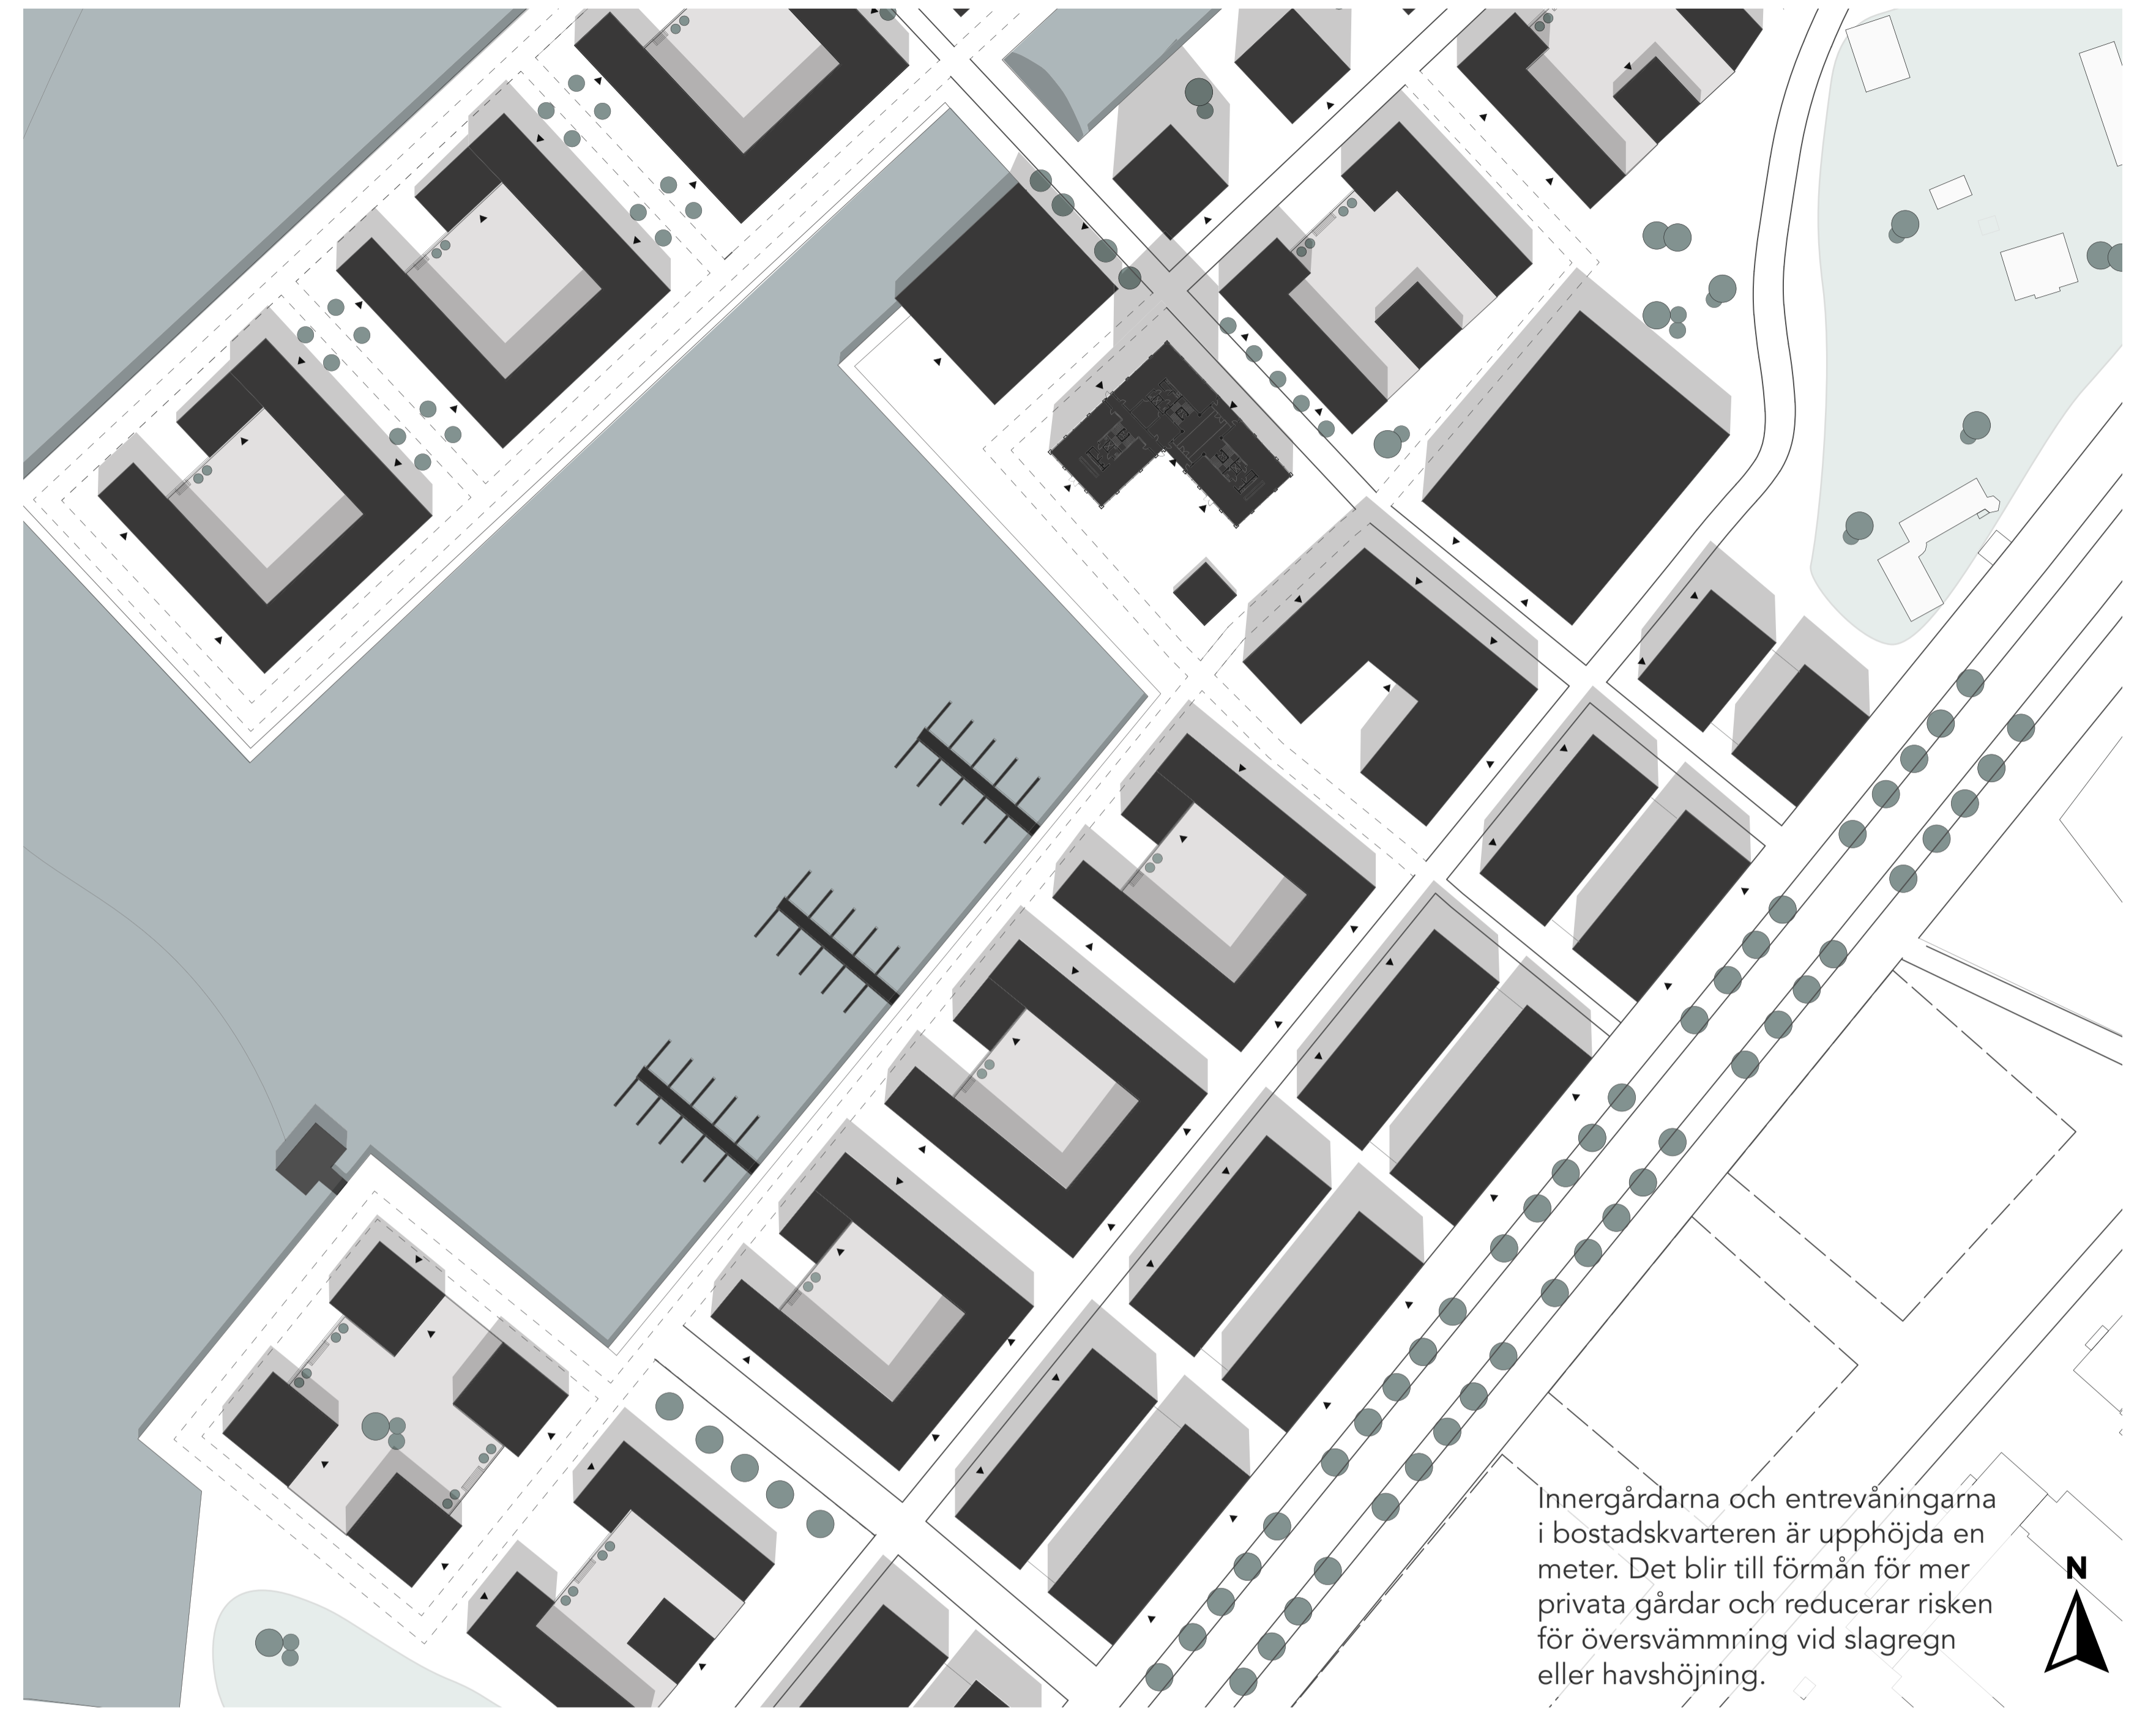 Innergårdarna och entrevåningarna
i bostadskvarteren är upphöjda en
meter. Det blir till förmån för mer
privata gårdar och reducerar risken
för översvämmning vid slagregn
eller havshöjning.
N